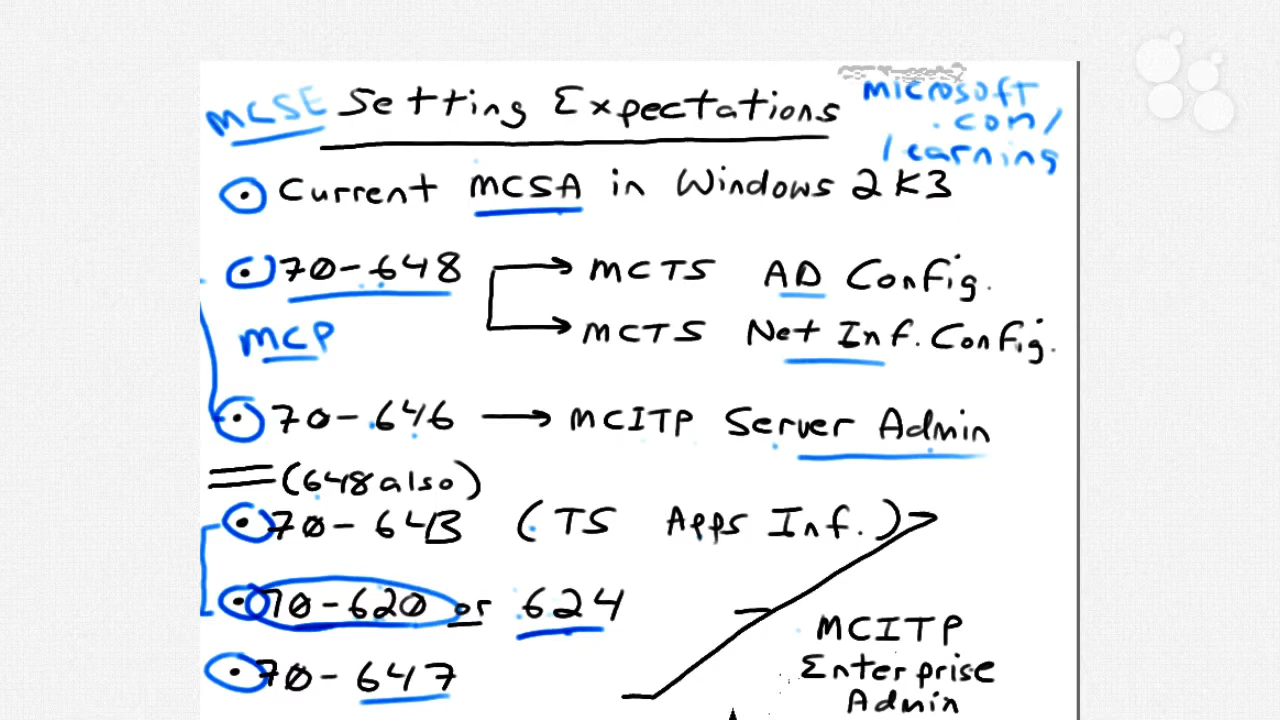 MCSE Setting Expectations
microsoft
.com/
learning
Current MCSA in Windows 2K3
70-648 MCTS AD Config.
MCP MCTS Net Inf. Config.
70-646 MCITP Server Admin
(648 also)
70-643 (TS Apps Inf.)
70-620 or 624
MCITP
70-647 Enterprise
Admin